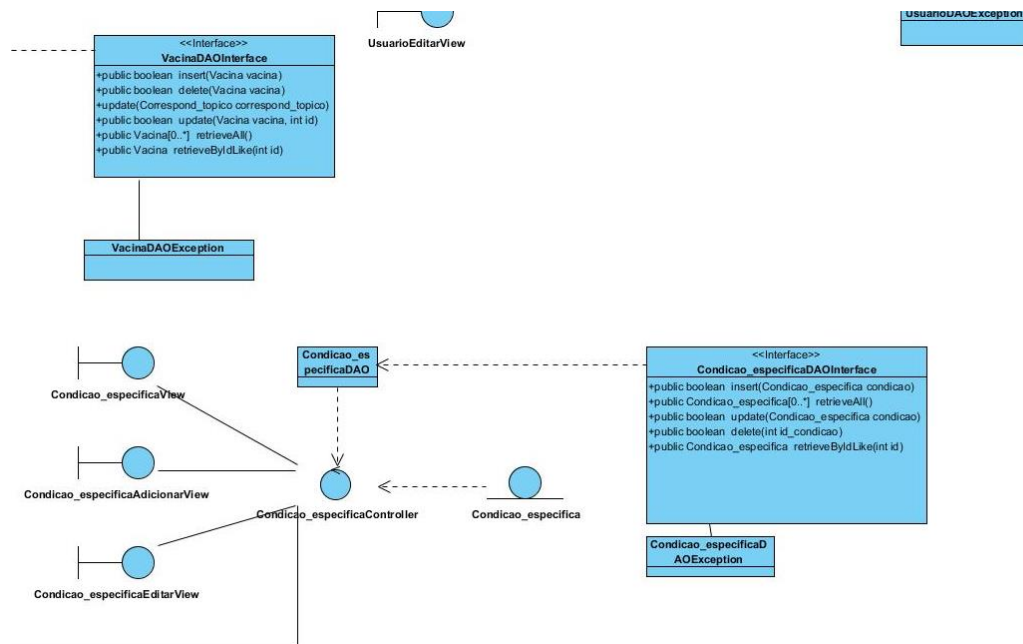 UsuarioDAOException
UsuarioEditarView
<<Interface>>
VacinaDAOInterface
+public boolean insert(Vacina vacina)
+public boolean delete(Vacina vacina)
+update(Correspond_topico correspond_topico)
+public boolean update(Vacina vacina, int id)
+public Vacina[0..*] retrieveAll()
+public Vacina retrieveByIdLike(int id)
VacinaDAOException
Condicao_especificaView
Condicao_es
pecificaDAO
<<Interface>>
Condicao_especificaDAOInterface
+public boolean insert(Condicao_especifica condicao)
+public Condicao_especifica[0..*] retrieveAll()
+public boolean update(Condicao_especifica condicao)
+public boolean delete(int id_condicao)
+public Condicao_especifica retrieveByIdLike(int id)
Condicao_especificaAdicionarView
Condicao_especificaController
Condicao_especifica
Condicao_especificaD
AOException
Condicao_especificaEditarView